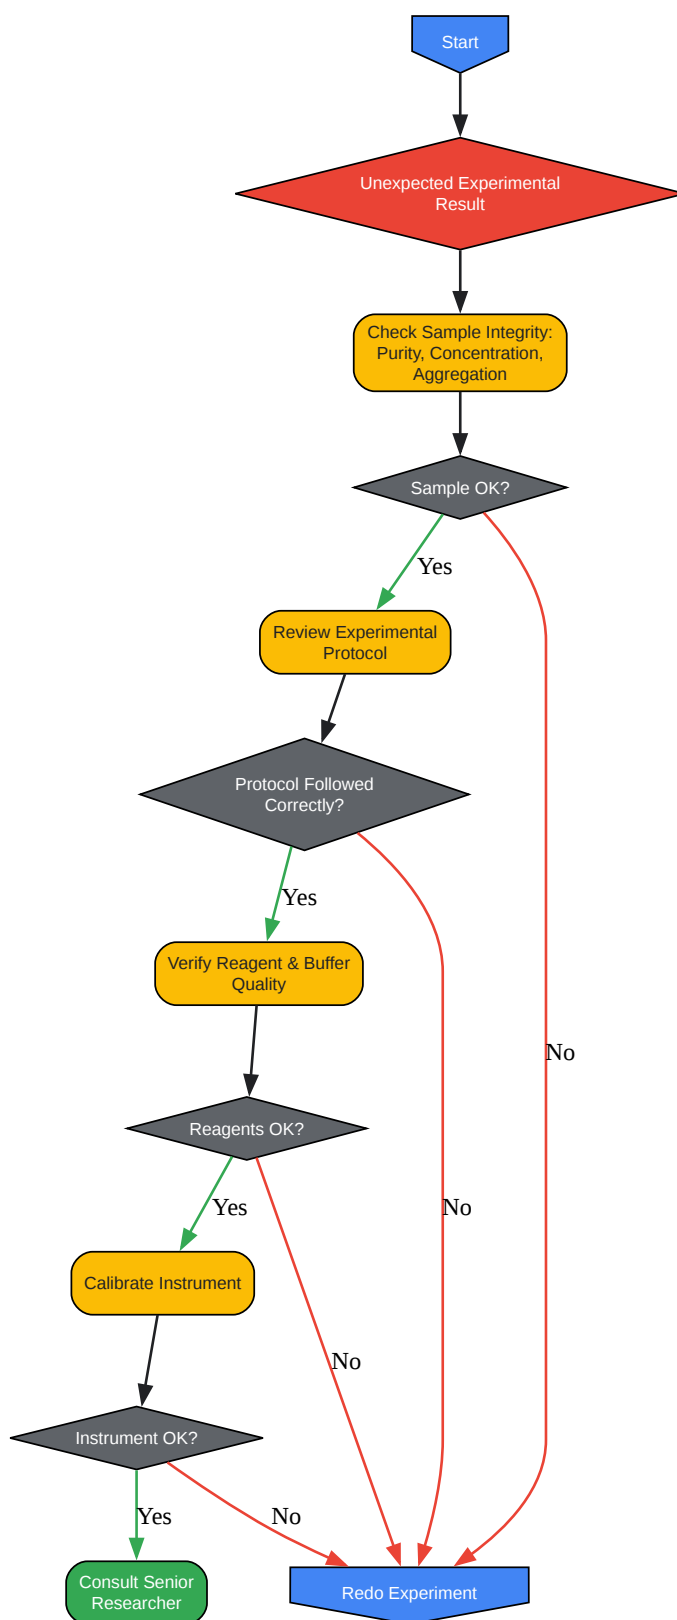 Start
Unexpected Experimental
Result
Check Sample Integrity:
Purity, Concentration,
Aggregation
Sample OK?
Yes
Review Experimental
Protocol
Protocol Followed
Correctly?
Yes
Verify Reagent & Buffer
Quality
No
Reagents OK?
Yes
No
Calibrate Instrument
No
Instrument OK?
Yes
No
Consult Senior
Researcher
Redo Experiment